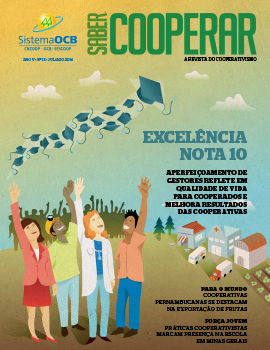 SistemaOCB
CNCOOP - OCB - SESCOOP
SABER
COOPERAR
A REVISTA DO COOPERATIVISMO
EXCELÊNCIA
NOTA 10
APERFEIÇOAMENTO DE
GESTORES REFLETE EM
QUALIDADE DE VIDA
PARA COOPERADOS E
MELHORA RESULTADOS
DAS COOPERATIVAS
PARA O MUNDO
COOPERATIVAS
PERNAMBUCANAS SE DESTACAM
NA EXPORTAÇÃO DE FRUTAS
FORÇA JOVEM
PRÁTICAS COOPERATIVISTAS
MARCAM PRESENÇA NA ESCOLA
EM MINAS GERAIS